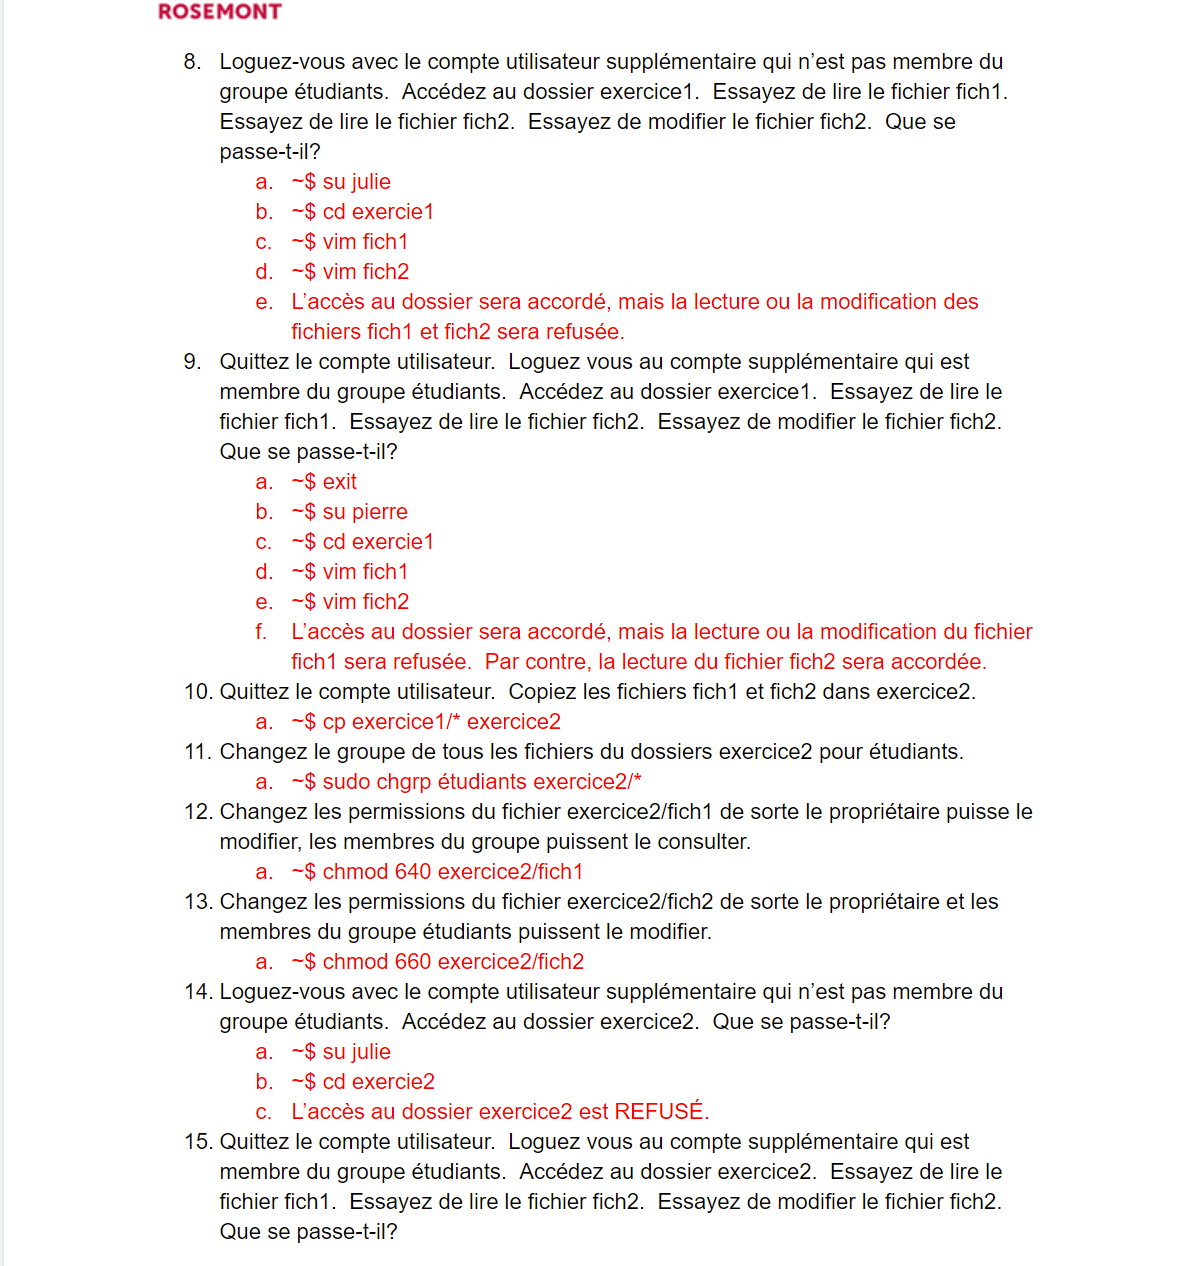 ROSEMONT
8. Loguez-vous avec le compte utilisateur supplémentaire qui n’est pas membre du
groupe étudiants.  Accédez au dossier exercice1.  Essayez de lire le fichier fich1.
Essayez de lire le fichier fich2.  Essayez de modifier le fichier fich2.  Que se
passe-t-il?
a. ~$ su julie
b. ~$ cd exercie1
c. ~$ vim fich1
d. ~$ vim fich2
e. L’accès au dossier sera accordé, mais la lecture ou la modification des
fichiers fich1 et fich2 sera refusée.
9. Quittez le compte utilisateur.  Loguez vous au compte supplémentaire qui est
membre du groupe étudiants.  Accédez au dossier exercice1.  Essayez de lire le
fichier fich1.  Essayez de lire le fichier fich2.  Essayez de modifier le fichier fich2.
Que se passe-t-il?
a. ~$ exit
b. ~$ su pierre
c. ~$ cd exercie1
d. ~$ vim fich1
e. ~$ vim fich2
f. L’accès au dossier sera accordé, mais la lecture ou la modification du fichier
fich1 sera refusée.  Par contre, la lecture du fichier fich2 sera accordée.
10. Quittez le compte utilisateur.  Copiez les fichiers fich1 et fich2 dans exercice2.
a. ~$ cp exercice1/* exercice2
11. Changez le groupe de tous les fichiers du dossiers exercice2 pour étudiants.
a. ~$ sudo chgrp étudiants exercice2/*
12. Changez les permissions du fichier exercice2/fich1 de sorte le propriétaire puisse le
modifier, les membres du groupe puissent le consulter.
a. ~$ chmod 640 exercice2/fich1
13. Changez les permissions du fichier exercice2/fich2 de sorte le propriétaire et les
membres du groupe étudiants puissent le modifier.
a. ~$ chmod 660 exercice2/fich2
14. Loguez-vous avec le compte utilisateur supplémentaire qui n’est pas membre du
groupe étudiants.  Accédez au dossier exercice2.  Que se passe-t-il?
a. ~$ su julie
b. ~$ cd exercie2
c. L’accès au dossier exercice2 est REFUSÉ.
15. Quittez le compte utilisateur.  Loguez vous au compte supplémentaire qui est
membre du groupe étudiants.  Accédez au dossier exercice2.  Essayez de lire le
fichier fich1.  Essayez de lire le fichier fich2.  Essayez de modifier le fichier fich2.
Que se passe-t-il?